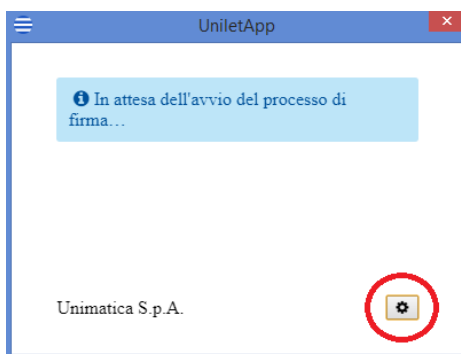 UniletApp
In attesa dell'avvio del processo di
firma...
Unimatica S.p.A.